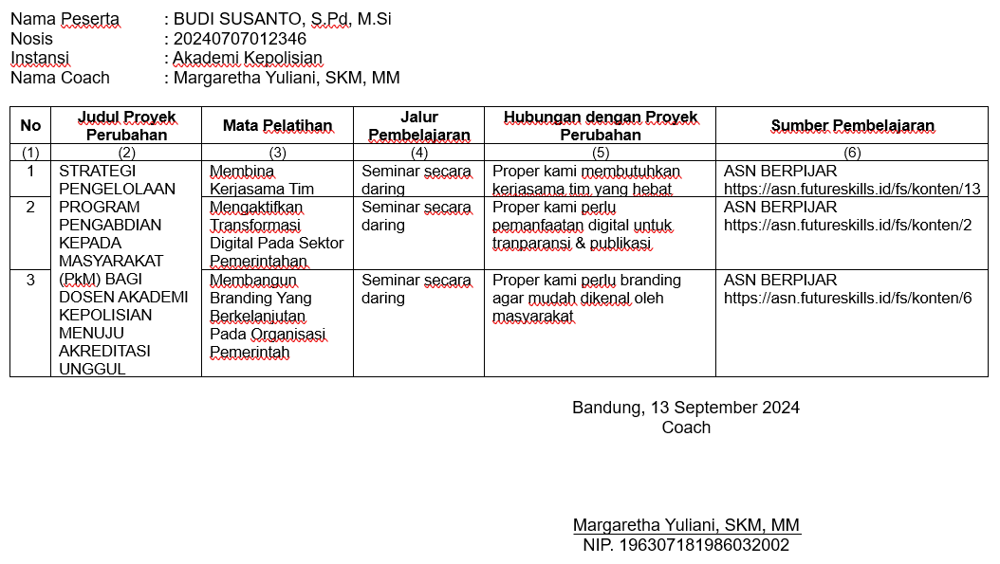 Nama Peserta : BUDI SUSANTO, S.Pd, M.Si
Nosis : 20240707012346
Instansi : Akademi Kepolisian
Nama Coach : Margaretha Yuliani, SKM, MM
No
Judul Proyek
Perubahan
Mata Pelatihan
Jalur
Pembelajaran
Hubungan dengan Proyek
Perubahan
Sumber Pembelajaran
(1) (2) (3) (4) (5) (6)
1
STRATEGI
PENGELOLAAN
PROGRAM
PENGABDIAN
KEPADA
MASYARAKAT
(PkM) BAGI
DOSEN AKADEMI
KEPOLISIAN
MENUJU
AKREDITASI
UNGGUL
Membina
Kerjasama Tim
Seminar secara
daring
Proper kami membutuhkan
kerjasama tim yang hebat
ASN BERPIJAR
https://asn.futureskills.id/fs/konten/13
2
Mengaktifkan
Transformasi
Digital Pada Sektor
Pemerintahan
Seminar secara
daring
Proper kami perlu
pemanfaatan digital untuk
tranparansi & publikasi
ASN BERPIJAR
https://asn.futureskills.id/fs/konten/2
3
Membangun
Branding Yang
Berkelanjutan
Pada Organisasi
Pemerintah
Seminar secara
daring
Proper kami perlu branding
agar mudah dikenal oleh
masyarakat
ASN BERPIJAR
https://asn.futureskills.id/fs/konten/6
Bandung, 13 September 2024
Coach
Margaretha Yuliani, SKM, MM
NIP. 196307181986032002